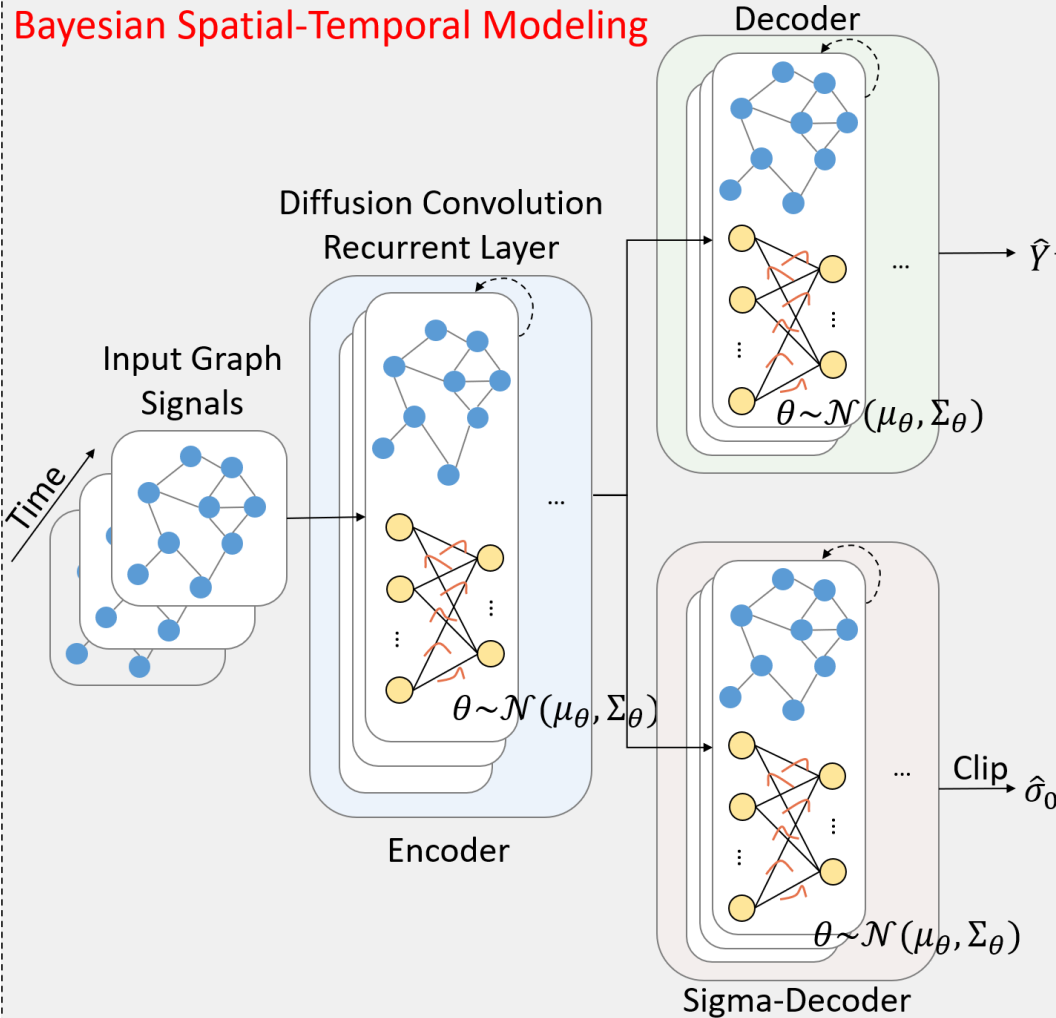 Bayesian Spatial-Temporal Modeling
Decoder
Diffusion Convolution
Recurrent Layer
Input Graph
Signals
Time
...
θ~𝒩(μ_θ, Σ_θ)
Encoder
...
θ~𝒩(μ_θ, Σ_θ)
Ŷ
...
θ~𝒩(μ_θ, Σ_θ)
Clip
σ̂₀
Sigma-Decoder